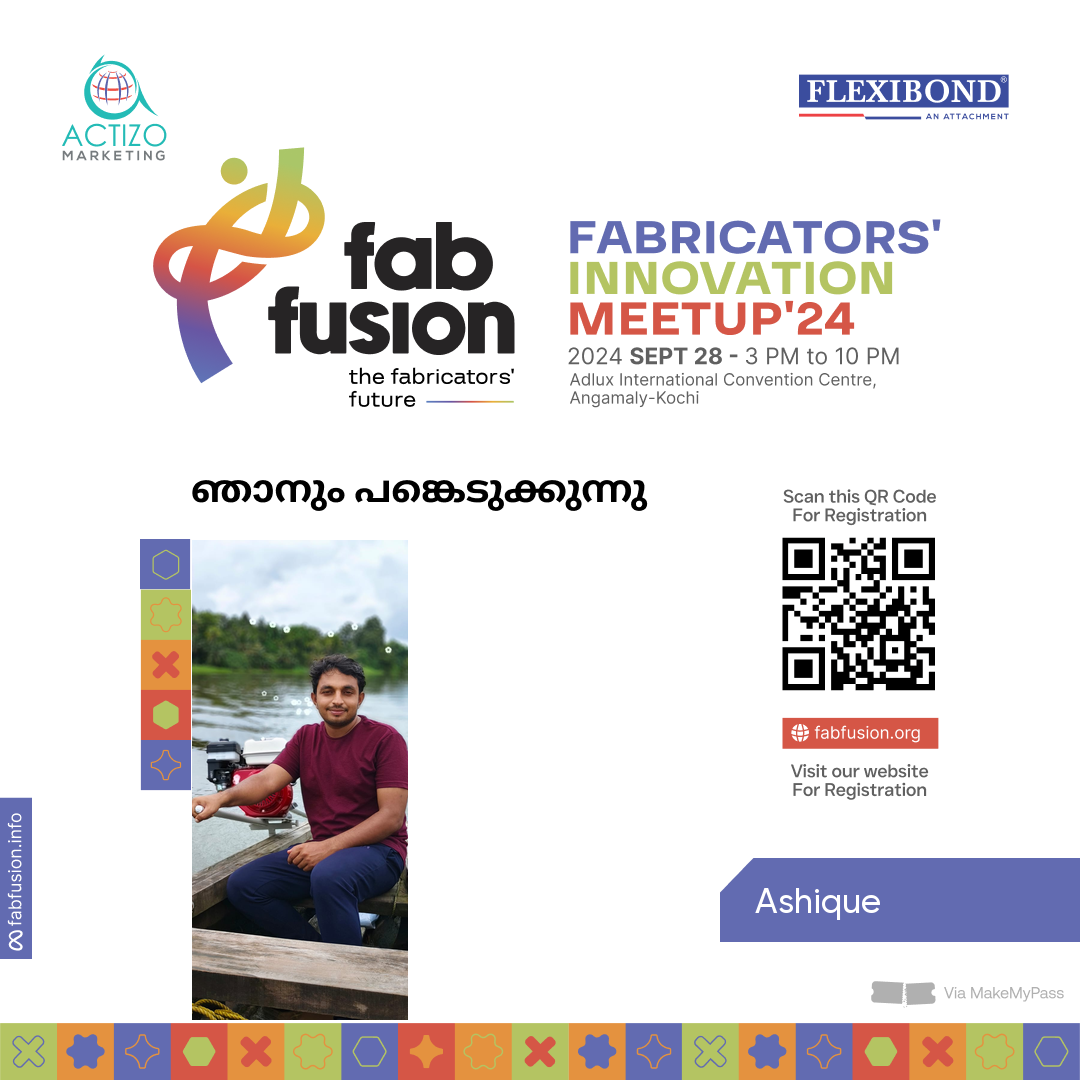 ACTIZO
MARKETING
FLEXIBOND®
AN ATTACHMENT
fab
fusion
the fabricators'
future
FABRICATORS'
INNOVATION
MEETUP'24
2024 SEPT 28 - 3 PM to 10 PM
Adlux International Convention Centre,
Angamaly-Kochi
ഞാനും പങ്കെടുക്കുന്നു
Scan this QR Code
For Registration
fabfusion.org
Visit our website
For Registration
fabfusion.info
Ashique
Via MakeMyPass